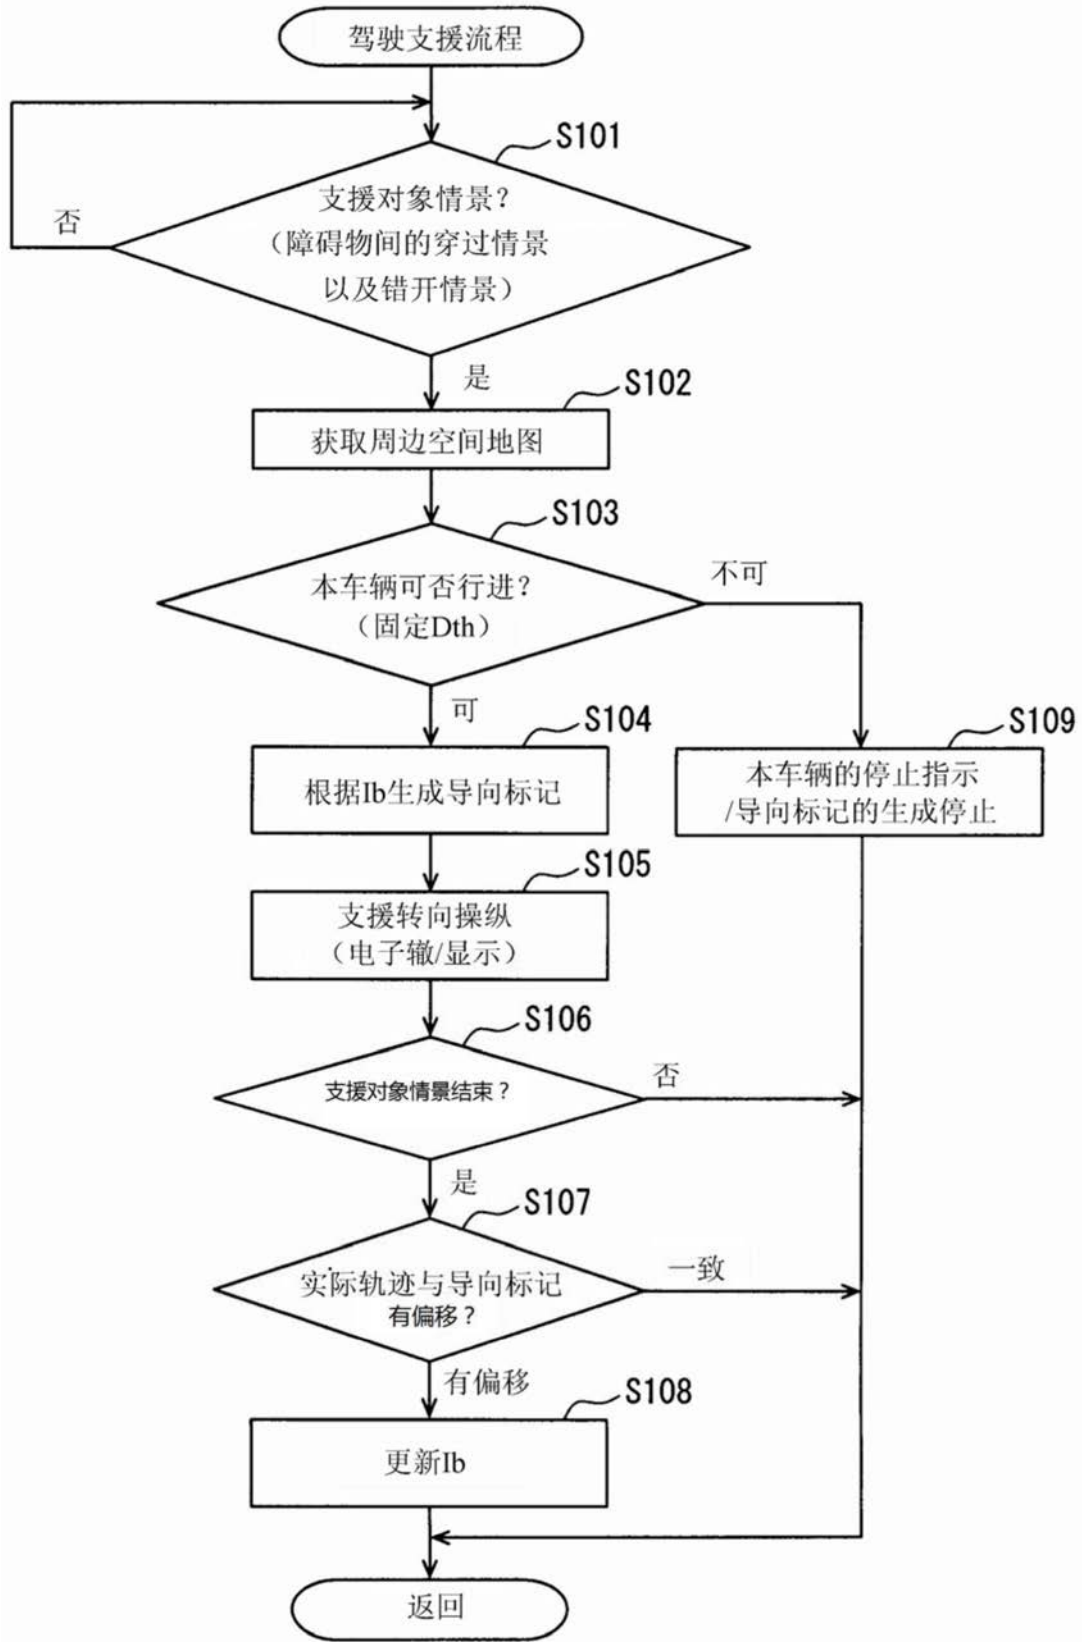 驾驶支援流程
S101
支援对象情景?
(障碍物间的穿过情景
以及错开情景)
否
是
S102
获取周边空间地图
S103
本车辆可否行进?
(固定Dth)
不可
可
S104
根据Ib生成导向标记
S109
本车辆的停止指示
/导向标记的生成停止
S105
支援转向操纵
(电子辙/显示)
S106
支援对象情景结束?
否
是
S107
实际轨迹与导向标记
有偏移?
一致
有偏移
S108
更新Ib
返回